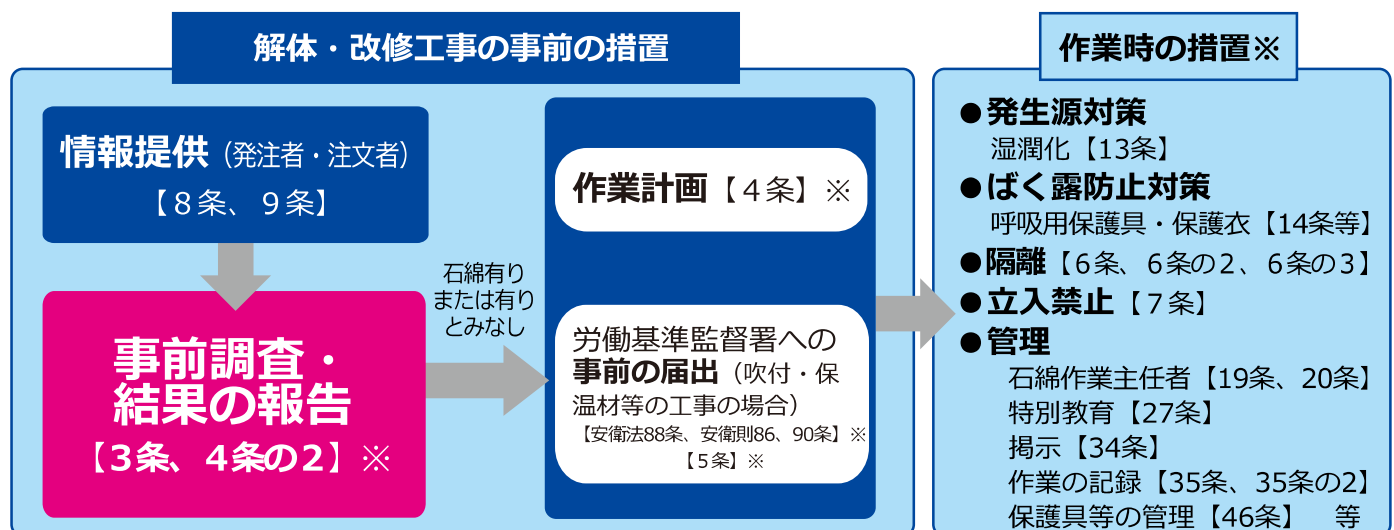 解体・改修工事の事前の措置
情報提供（発注者・注文者）
【８条、９条】
事前調査・
結果の報告
【３条、４条の２】※
石綿有り
または有り
とみなし
作業計画【４条】※
労働基準監督署への
事前の届出（吹付・保
温材等の工事の場合）
【安衛法88条、安衛則86、90条】※
【５条】※
作業時の措置※
●発生源対策
湿潤化【13条】
●ばく露防止対策
呼吸用保護具・保護衣【14条等】
●隔離【６条、６条の２、６条の３】
●立入禁止【７条】
●管理
石綿作業主任者【19条、20条】
特別教育【27条】
掲示【34条】
作業の記録【35条、35条の2】
保護具等の管理【46条】　等